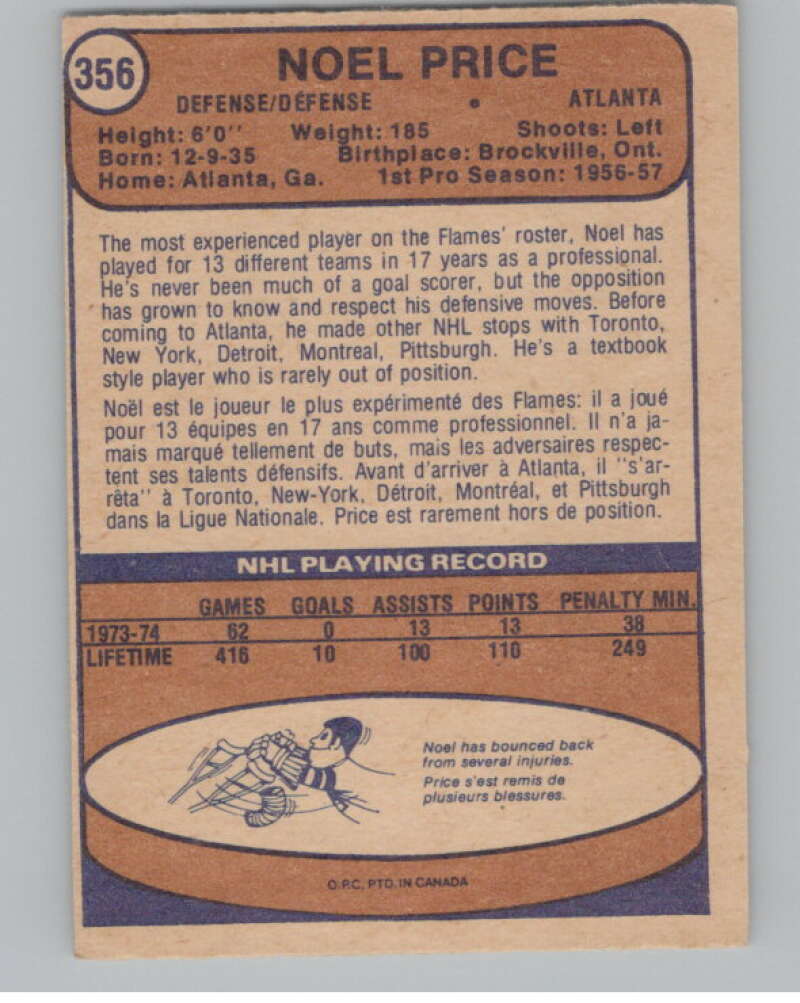 356
NOEL PRICE
DEFENSE/DÉFENSE • ATLANTA
Height: 6'0'' Weight: 185 Shoots: Left
Born: 12-9-35 Birthplace: Brockville, Ont.
Home: Atlanta, Ga. 1st Pro Season: 1956-57
The most experienced player on the Flames' roster, Noel has
played for 13 different teams in 17 years as a professional.
He's never been much of a goal scorer, but the opposition
has grown to know and respect his defensive moves. Before
coming to Atlanta, he made other NHL stops with Toronto,
New York, Detroit, Montreal, Pittsburgh. He's a textbook
style player who is rarely out of position.
Noël est le joueur le plus expérimenté des Flames: il a joué
pour 13 équipes en 17 ans comme professionnel. Il n'a ja-
mais marqué tellement de buts, mais les adversaires respec-
tent ses talents défensifs. Avant d'arriver à Atlanta, il ''s'ar-
rêta'' à Toronto, New-York, Détroit, Montréal, et Pittsburgh
dans la Ligue Nationale. Price est rarement hors de position.
NHL PLAYING RECORD
GAMES GOALS ASSISTS POINTS PENALTY MIN.
1973-74 62 0 13 13 38
LIFETIME 416 10 100 110 249
Noel has bounced back
from several injuries.
Price s'est remis de
plusieurs blessures.
O.P.C. PTD. IN CANADA